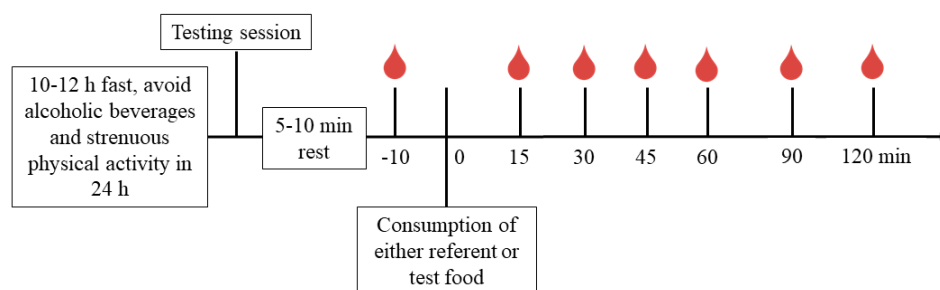 Testing session
10-12 h fast, avoid
alcoholic beverages
and strenuous
physical activity in
24 h
5-10 min
rest
-10 0 15 30 45 60 90 120 min
Consumption of
either referent or
test food